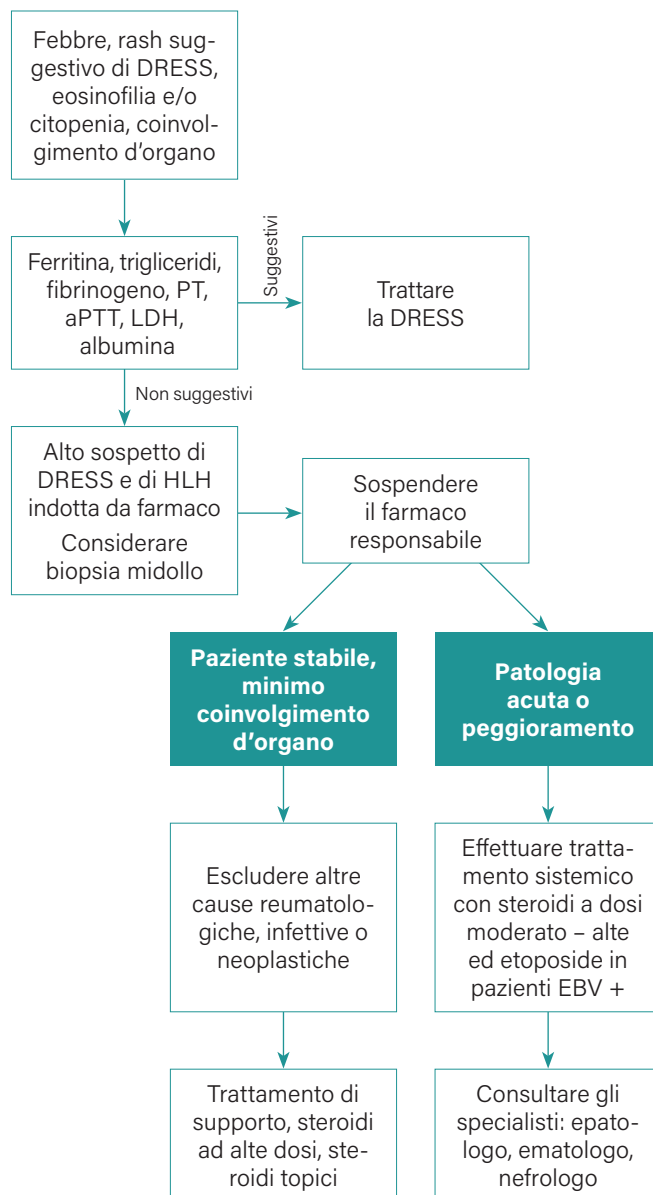 Febbre, rash sug-
gestivo di DRESS,
eosinofilia e/o
citopenia, coinvol-
gimento d'organo
Ferritina, trigliceridi,
fibrinogeno, PT,
aPTT, LDH,
albumina
Suggestivi
Trattare
la DRESS
Non suggestivi
Alto sospetto di
DRESS e di HLH
indotta da farmaco
Considerare
biopsia midollo
Sospendere
il farmaco
responsabile
Paziente stabile,
minimo
coinvolgimento
d'organo
Patologia
acuta o
peggioramento
Escludere altre
cause reumatolo-
giche, infettive o
neoplastiche
Effettuare tratta-
mento sistemico
con steroidi a dosi
moderato – alte
ed etoposide in
pazienti EBV +
Trattamento di
supporto, steroidi
ad alte dosi, ste-
roidi topici
Consultare gli
specialisti: epato-
logo, ematologo,
nefrologo